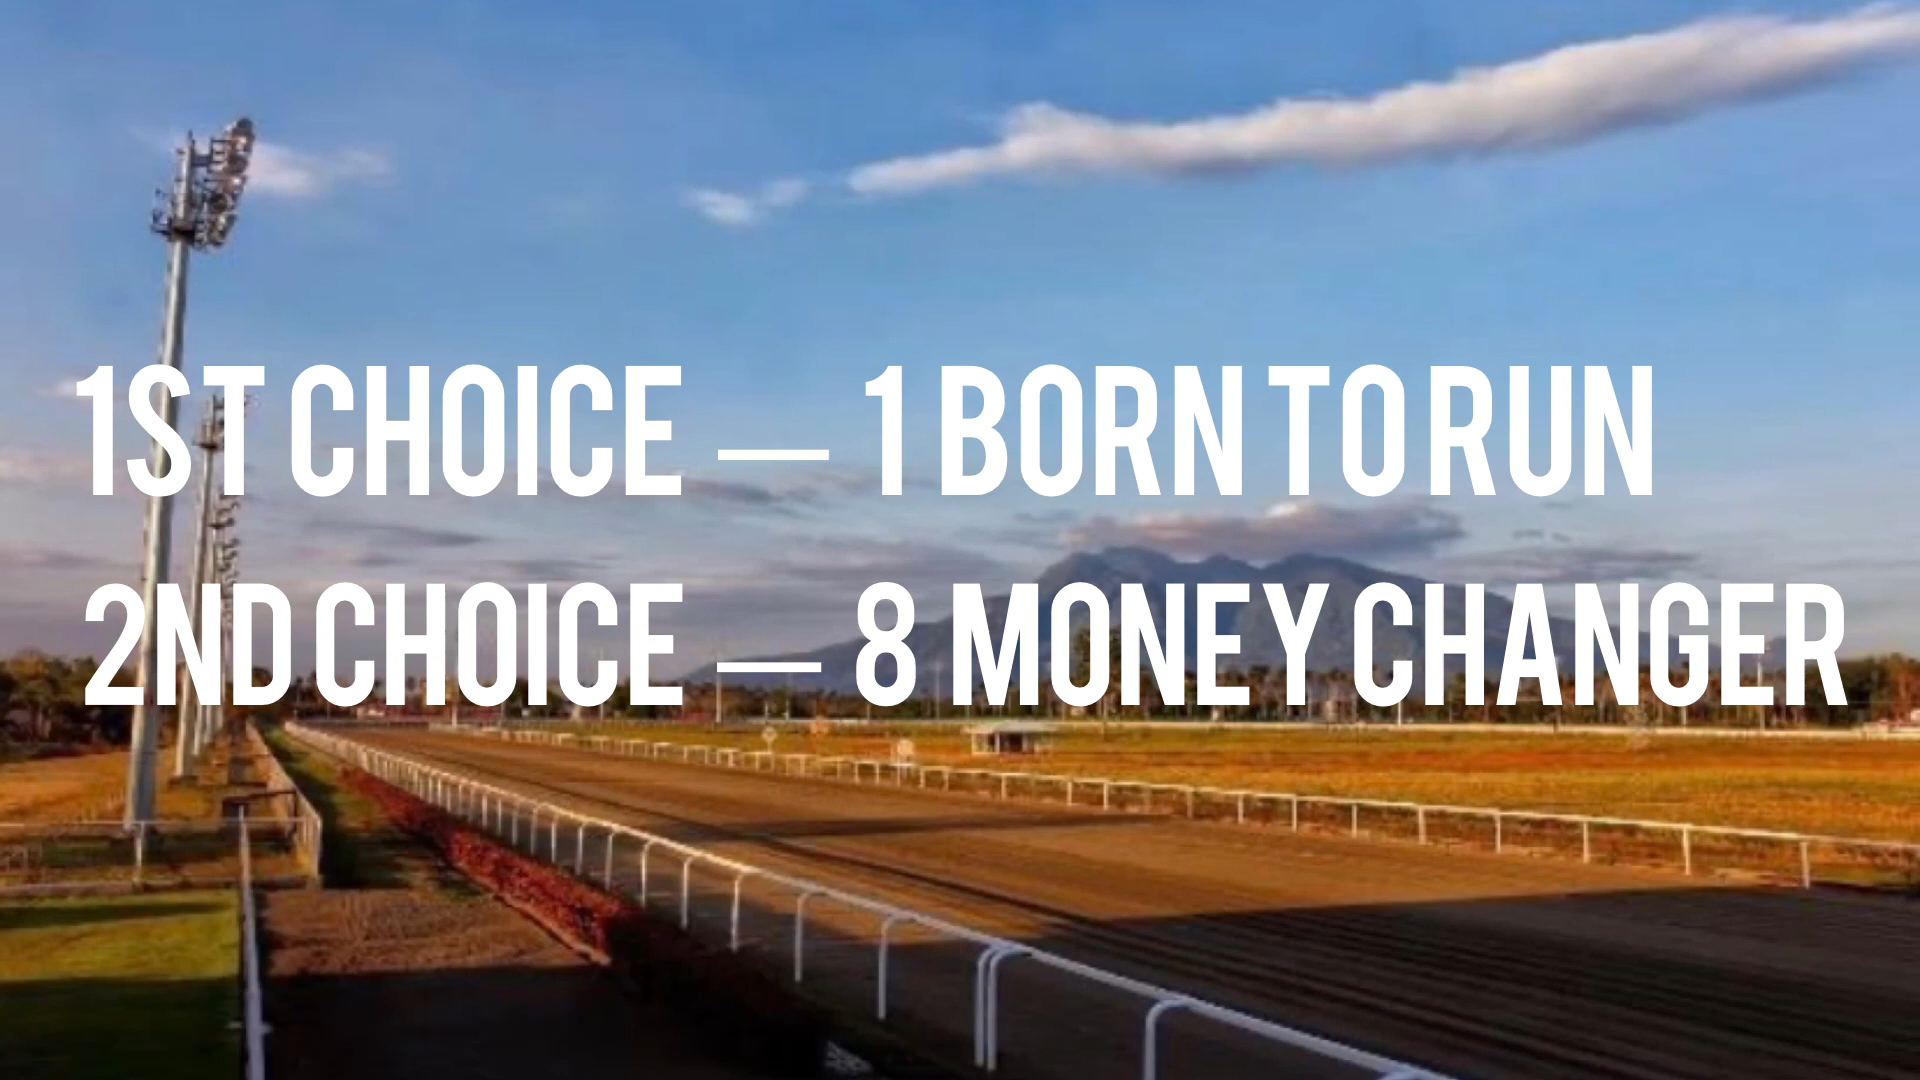 1ST CHOICE — 1 BORN TO RUN
2ND CHOICE — 8 MONEY CHANGER